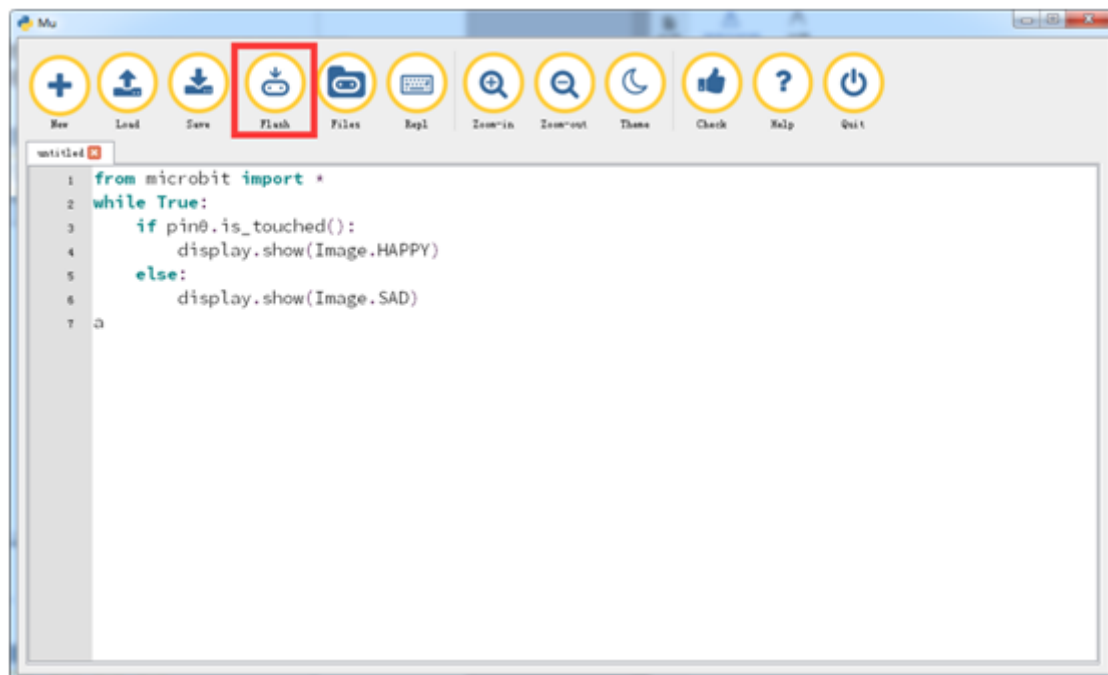 Mu
New Load Save Flash Files Repl Zoom-in Zoom-out Theme Check Help Quit
untitled
1 from microbit import *
2 while True:
3     if pin0.is_touched():
4         display.show(Image.HAPPY)
5     else:
6         display.show(Image.SAD)
7 a